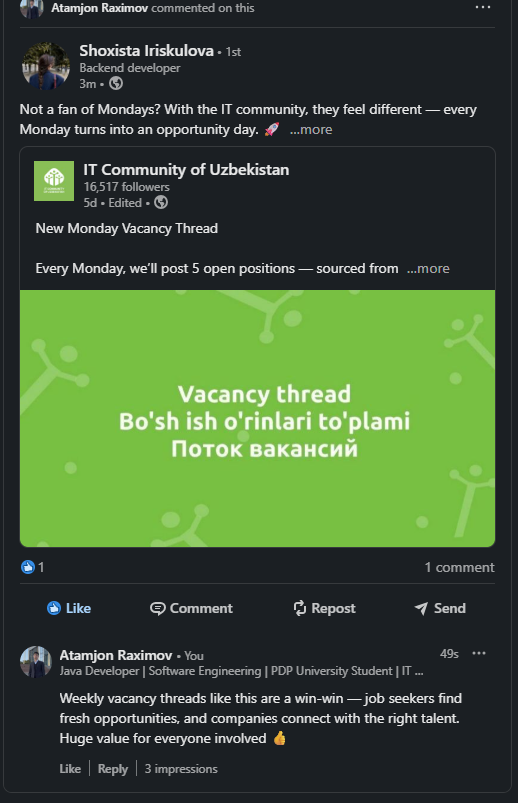 Atamjon Raximov commented on this
Shoxista Iriskulova • 1st
Backend developer
3m •
Not a fan of Mondays? With the IT community, they feel different — every
Monday turns into an opportunity day. 🚀 ...more
IT Community of Uzbekistan
16,517 followers
5d • Edited •
New Monday Vacancy Thread
Every Monday, we'll post 5 open positions — sourced from ...more
Vacancy thread
Bo'sh ish o'rinlari to'plami
Поток вакансий
1
1 comment
Like Comment Repost Send
Atamjon Raximov • You
49s
Java Developer | Software Engineering | PDP University Student | IT ...
Weekly vacancy threads like this are a win-win — job seekers find
fresh opportunities, and companies connect with the right talent.
Huge value for everyone involved 👍
Like | Reply | 3 impressions